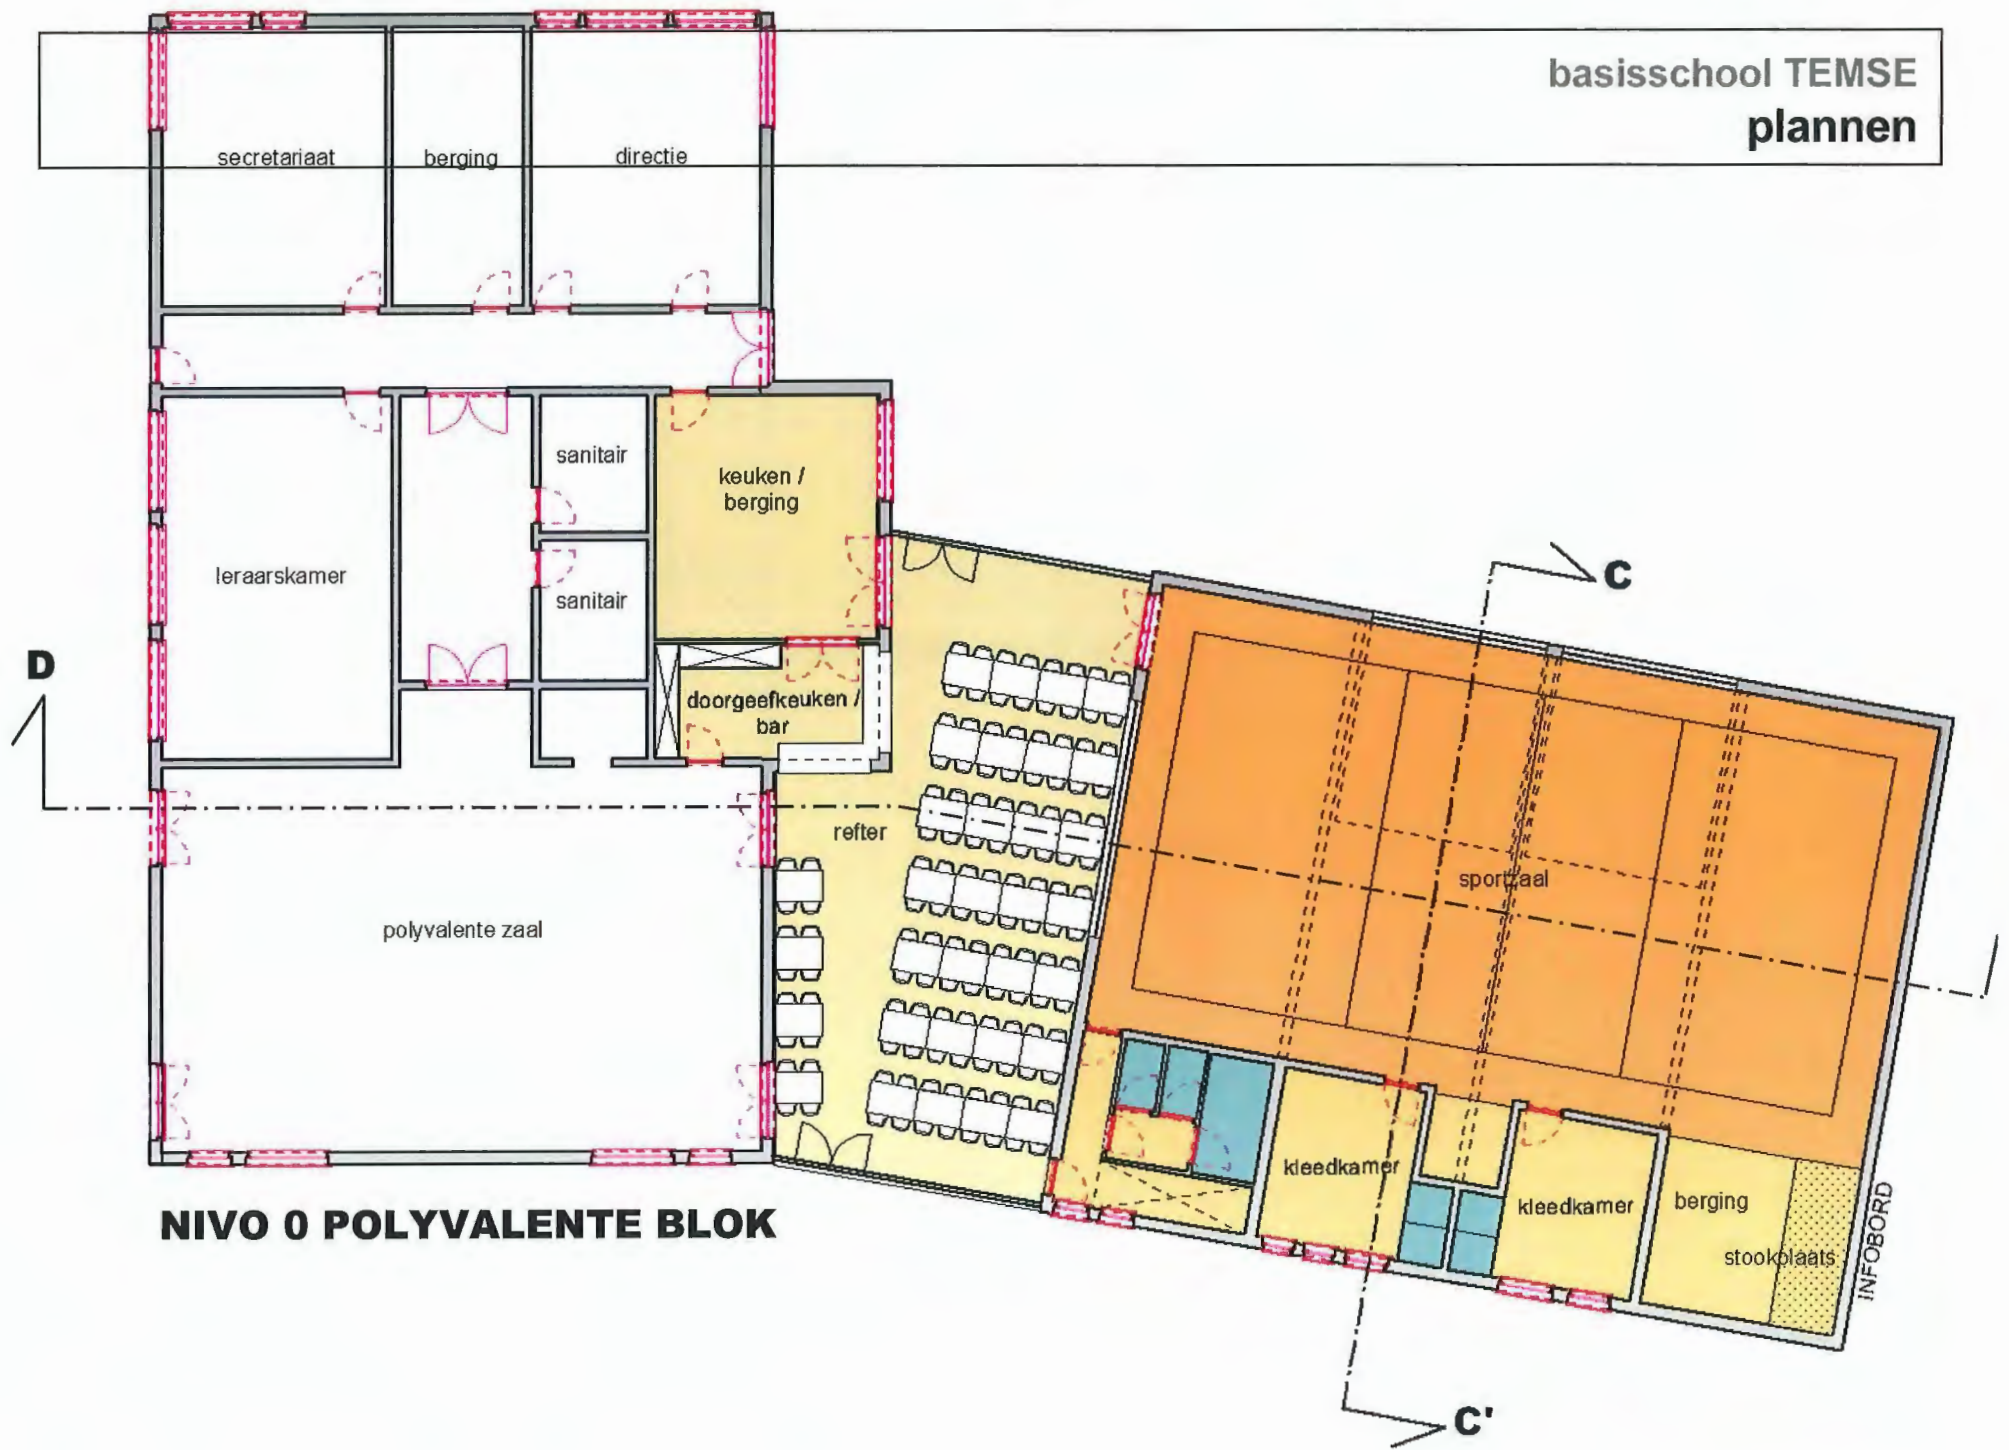 basisschool TEMSE
plannen
secretariaat
berging
directie
sanitair
keuken /
berging
leraarskamer
sanitair
C
D
doorgeefkeuken /
bar
refter
sportzaal
polyvalente zaal
kleedkamer
kleedkamer
berging
stookplaats
INFOBORD
NIVO 0 POLYVALENTE BLOK
C'